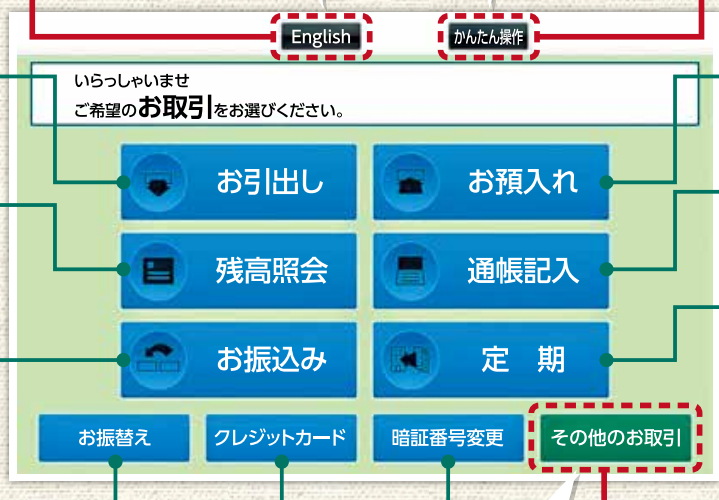 English
かんたん操作
いらっしゃいませ
ご希望のお取引をお選びください。
お引出し
お預入れ
残高照会
通帳記入
お振込み
定　期
お振替え
クレジットカード
暗証番号変更
その他のお取引